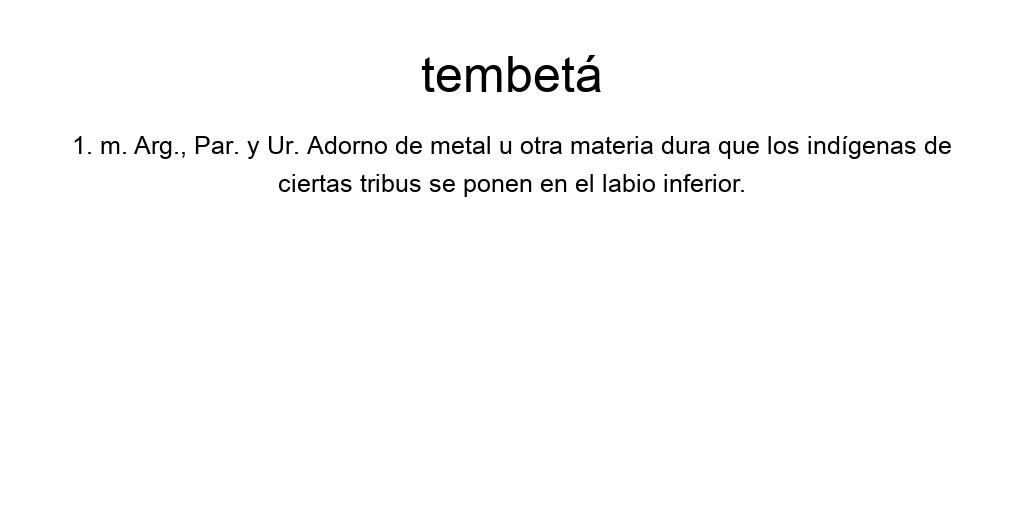 tembetá
1. m. Arg., Par. y Ur. Adorno de metal u otra materia dura que los indígenas de
ciertas tribus se ponen en el labio inferior.